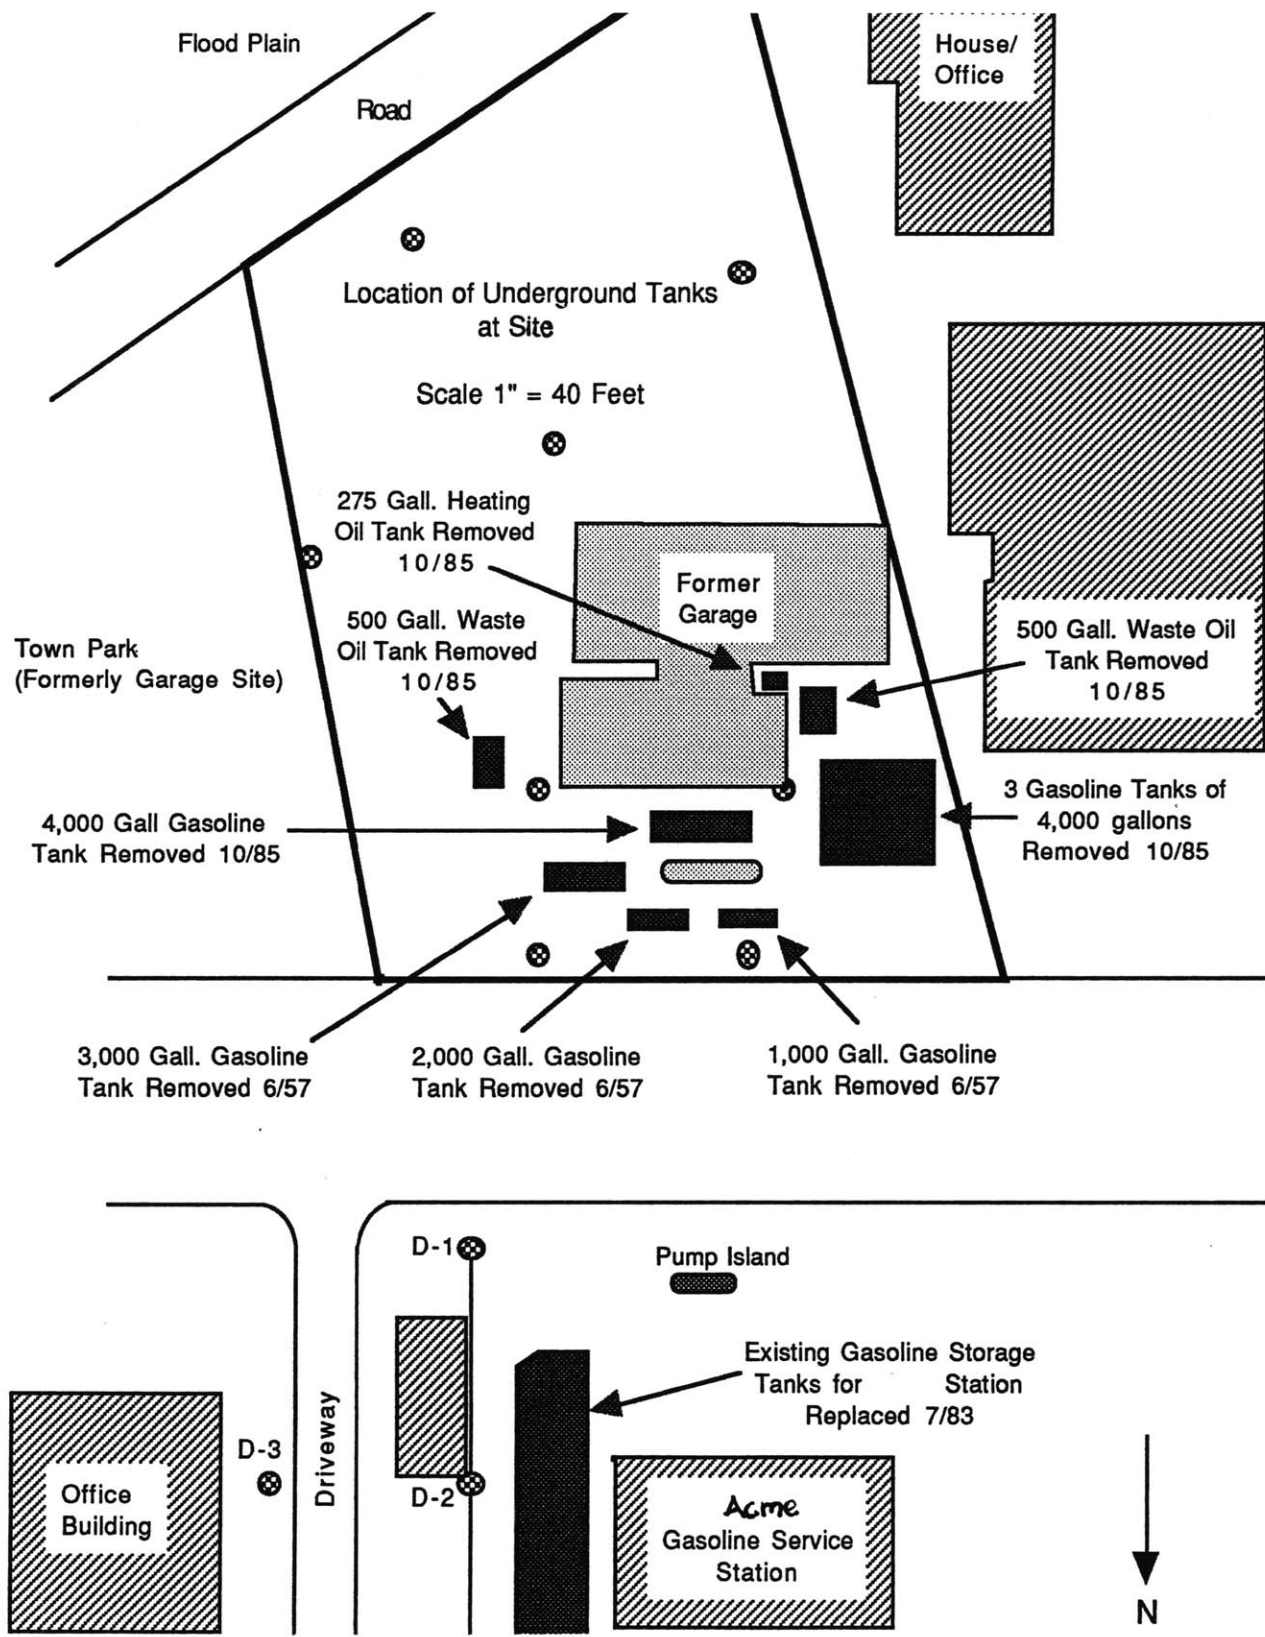 Flood Plain
Road
House/
Office
Location of Underground Tanks
at Site
Scale 1" = 40 Feet
275 Gall. Heating
Oil Tank Removed
10/85
Former
Garage
500 Gall. Waste
Oil Tank Removed
10/85
Town Park
(Formerly Garage Site)
500 Gall. Waste Oil
Tank Removed
10/85
4,000 Gall Gasoline
Tank Removed 10/85
3 Gasoline Tanks of
4,000 gallons
Removed 10/85
3,000 Gall. Gasoline
Tank Removed 6/57
2,000 Gall. Gasoline
Tank Removed 6/57
1,000 Gall. Gasoline
Tank Removed 6/57
D-1
Pump Island
Existing Gasoline Storage
Tanks for Station
Replaced 7/83
Driveway
D-3
D-2
Office
Building
Acme
Gasoline Service
Station
N